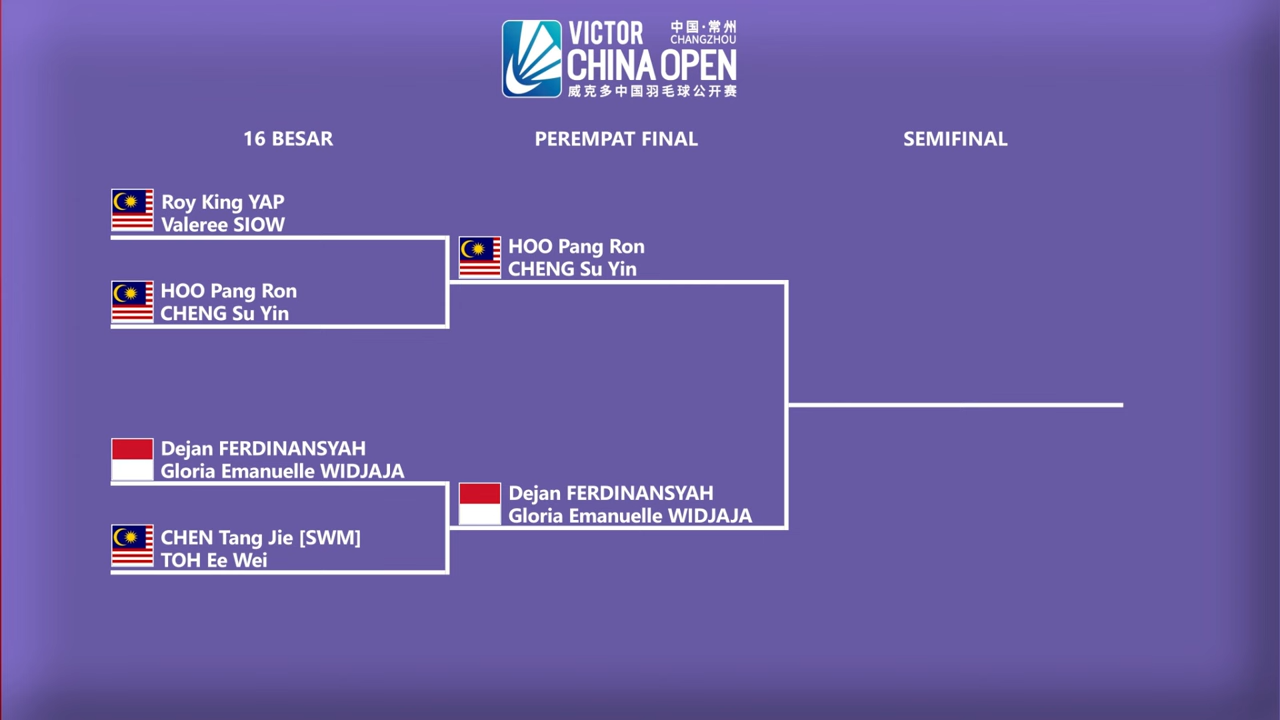 VICTOR 中国·常州
CHANGZHOU
CHINA OPEN
威克多中国羽毛球公开赛
16 BESAR
PEREMPAT FINAL
SEMIFINAL
Roy King YAP
Valeree SIOW
HOO Pang Ron
CHENG Su Yin
HOO Pang Ron
CHENG Su Yin
Dejan FERDINANSYAH
Gloria Emanuelle WIDJAJA
CHEN Tang Jie [SWM]
TOH Ee Wei
Dejan FERDINANSYAH
Gloria Emanuelle WIDJAJA